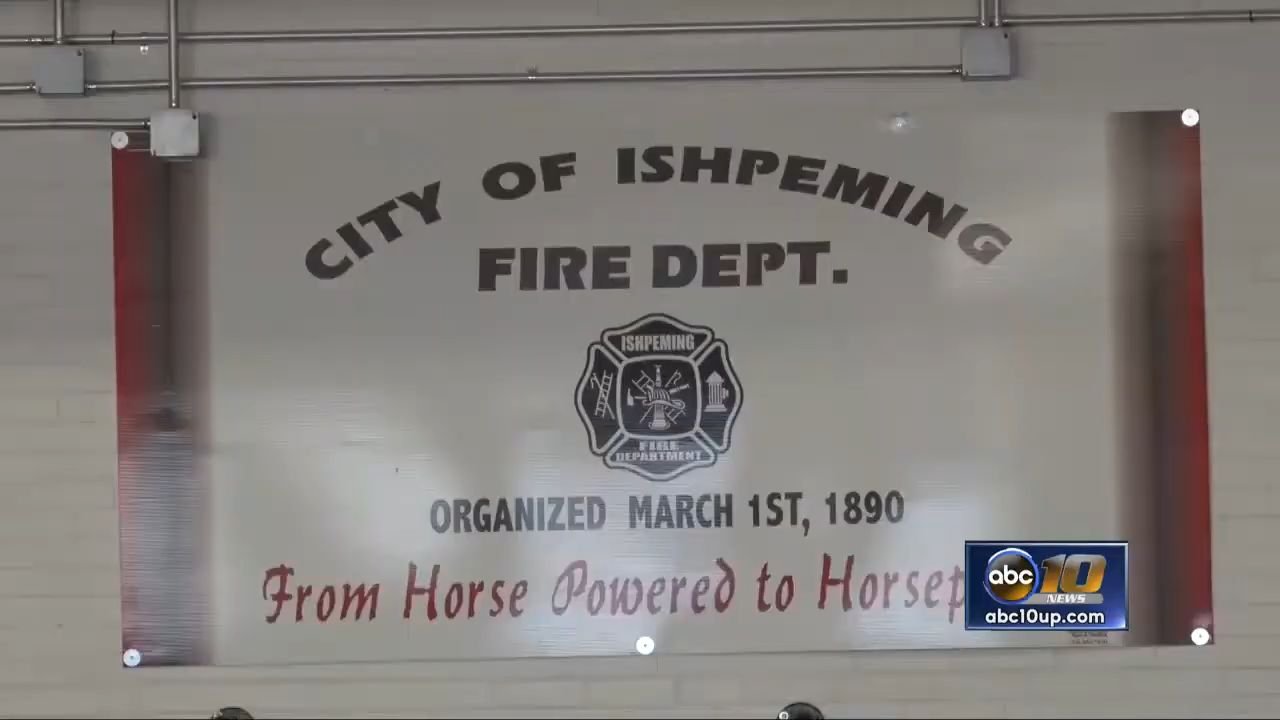 CITY OF ISHPEMING
FIRE DEPT.
ISHPEMING
FIRE
DEPARTMENT
ORGANIZED MARCH 1ST, 1890
From Horse Powered to Horsep
abc 10
NEWS
abc10up.com